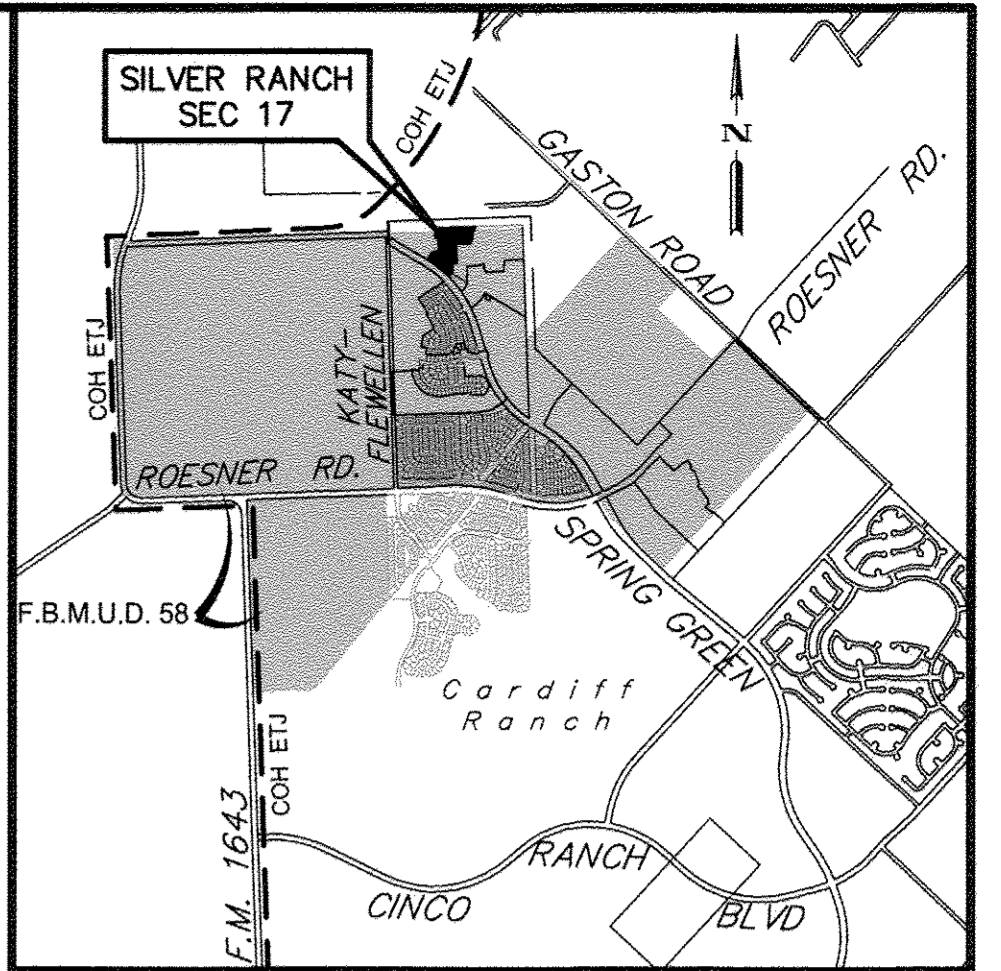 SILVER RANCH
SEC 17
COH ETJ
N
GASTON ROAD
ROESNER RD.
COH ETJ
KATY-
FLEWELLEN
ROESNER RD.
SPRING GREEN
F.B.M.U.D. 58
Cardiff
Ranch
COH ETJ
F.M. 1643
CINCO RANCH BLVD